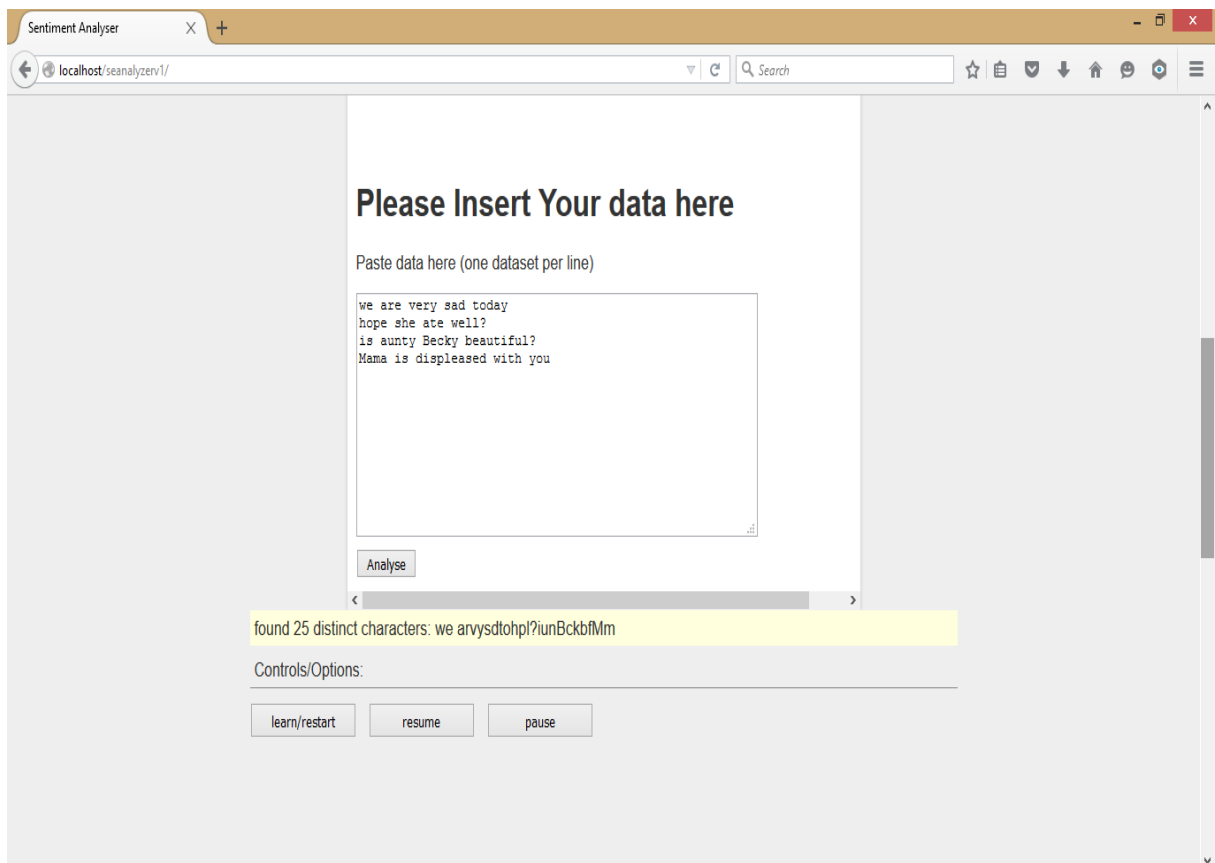 Sentiment Analyser
localhost/seanalyzerv1/
Search
Please Insert Your data here
Paste data here (one dataset per line)
we are very sad today
hope she ate well?
is aunty Becky beautiful?
Mama is displeased with you
Analyse
found 25 distinct characters: we arvysdtohpl?iunBckbfMm
Controls/Options:
learn/restart resume pause